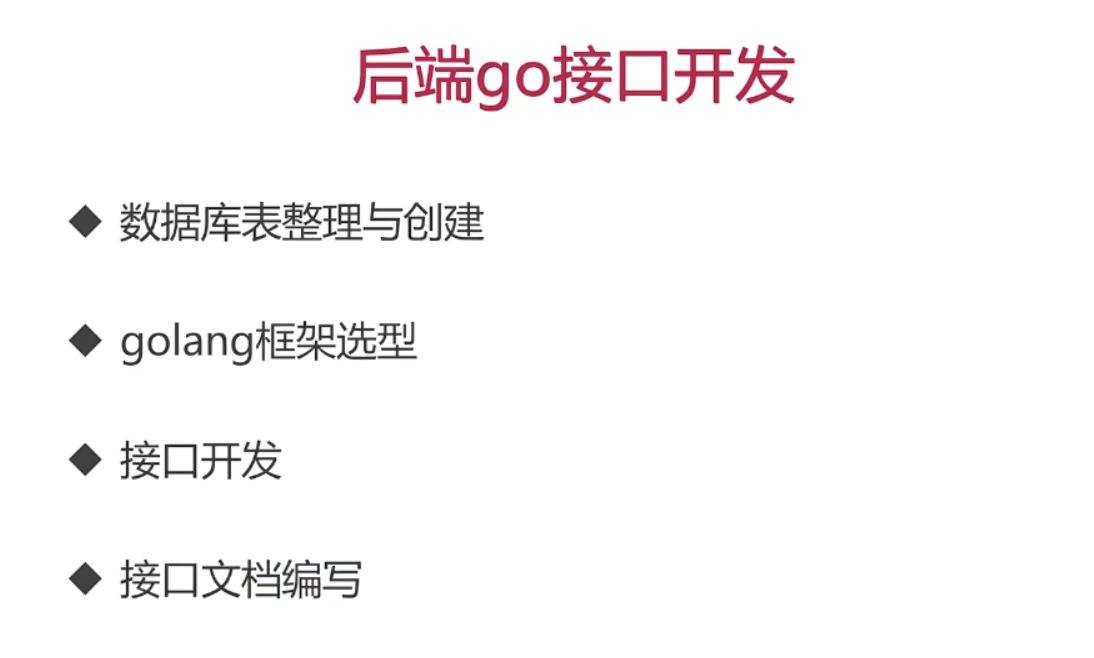 后端go接口开发
◆ 数据库表整理与创建
◆ golang框架选型
◆ 接口开发
◆ 接口文档编写